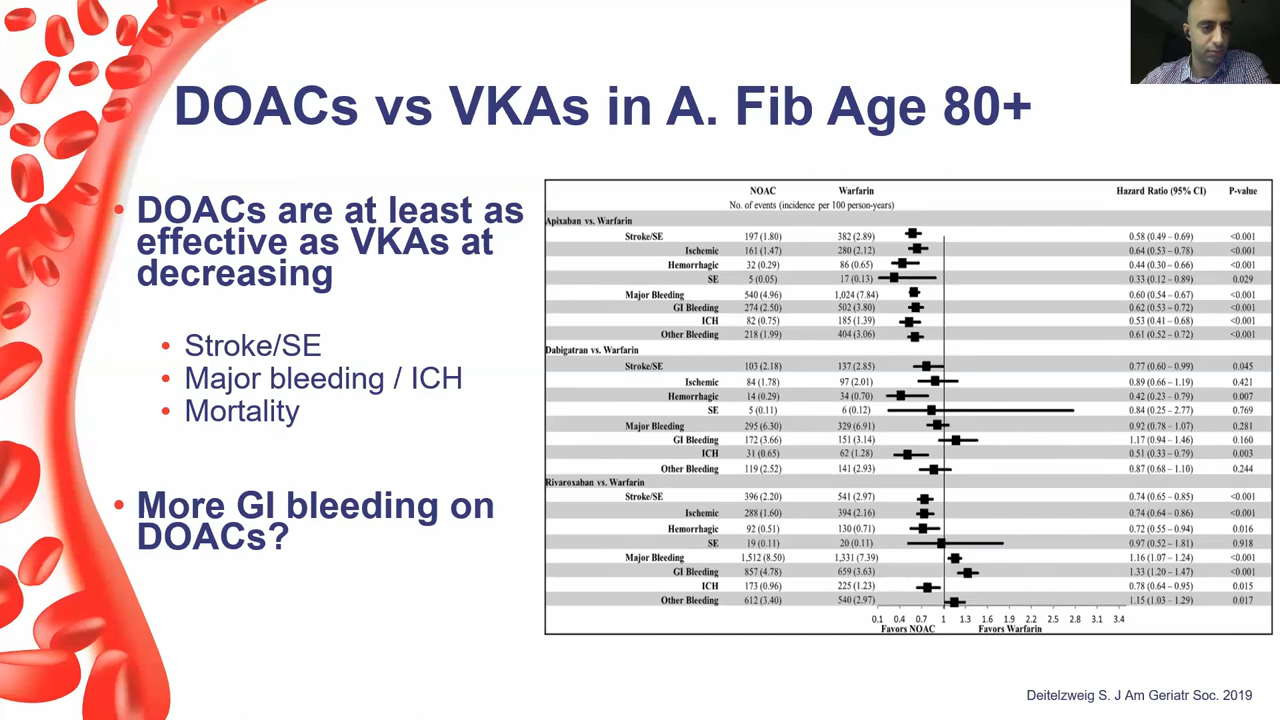 DOACs vs VKAs in A. Fib Age 80+
• DOACs are at least as
effective as VKAs at
decreasing
• Stroke/SE
• Major bleeding / ICH
• Mortality
• More GI bleeding on
DOACs?
NOAC Warfarin Hazard Ratio (95% CI) P-value
No. of events (incidence per 100 person-years)
Apixaban vs. Warfarin
Stroke/SE 197 (1.80) 382 (2.89) 0.58 (0.49 – 0.69) <0.001
Ischemic 161 (1.47) 280 (2.12) 0.64 (0.53 – 0.78) <0.001
Hemorrhagic 32 (0.29) 86 (0.65) 0.44 (0.30 – 0.66) <0.001
SE 5 (0.05) 17 (0.13) 0.33 (0.12 – 0.89) 0.029
Major Bleeding 540 (4.96) 1,024 (7.84) 0.60 (0.54 – 0.67) <0.001
GI Bleeding 274 (2.50) 502 (3.80) 0.62 (0.53 – 0.72) <0.001
ICH 82 (0.75) 185 (1.39) 0.53 (0.41 – 0.68) <0.001
Other Bleeding 218 (1.99) 404 (3.06) 0.61 (0.52 – 0.72) <0.001
Dabigatran vs. Warfarin
Stroke/SE 103 (2.18) 137 (2.85) 0.77 (0.60 – 0.99) 0.045
Ischemic 84 (1.78) 97 (2.01) 0.89 (0.66 – 1.19) 0.421
Hemorrhagic 14 (0.29) 34 (0.70) 0.42 (0.23 – 0.79) 0.007
SE 5 (0.11) 6 (0.12) 0.84 (0.25 – 2.77) 0.769
Major Bleeding 295 (6.30) 329 (6.91) 0.92 (0.78 – 1.07) 0.281
GI Bleeding 172 (3.66) 151 (3.14) 1.17 (0.94 – 1.46) 0.160
ICH 31 (0.65) 62 (1.28) 0.51 (0.33 – 0.79) 0.003
Other Bleeding 119 (2.52) 141 (2.93) 0.87 (0.68 – 1.10) 0.244
Rivaroxaban vs. Warfarin
Stroke/SE 396 (2.20) 541 (2.97) 0.74 (0.65 – 0.85) <0.001
Ischemic 288 (1.60) 394 (2.16) 0.74 (0.64 – 0.86) <0.001
Hemorrhagic 92 (0.51) 130 (0.71) 0.72 (0.55 – 0.94) 0.016
SE 19 (0.11) 20 (0.11) 0.97 (0.52 – 1.81) 0.918
Major Bleeding 1,512 (8.50) 1,331 (7.39) 1.16 (1.07 – 1.24) <0.001
GI Bleeding 857 (4.78) 659 (3.63) 1.33 (1.20 – 1.47) <0.001
ICH 173 (0.96) 225 (1.23) 0.78 (0.64 – 0.95) 0.015
Other Bleeding 612 (3.40) 540 (2.97) 1.15 (1.03 – 1.29) 0.017
0.1 0.4 0.7 1 1.3 1.6 1.9 2.2 2.5 2.8 3.1 3.4
Favors NOAC Favors Warfarin
Deitelzweig S. J Am Geriatr Soc. 2019